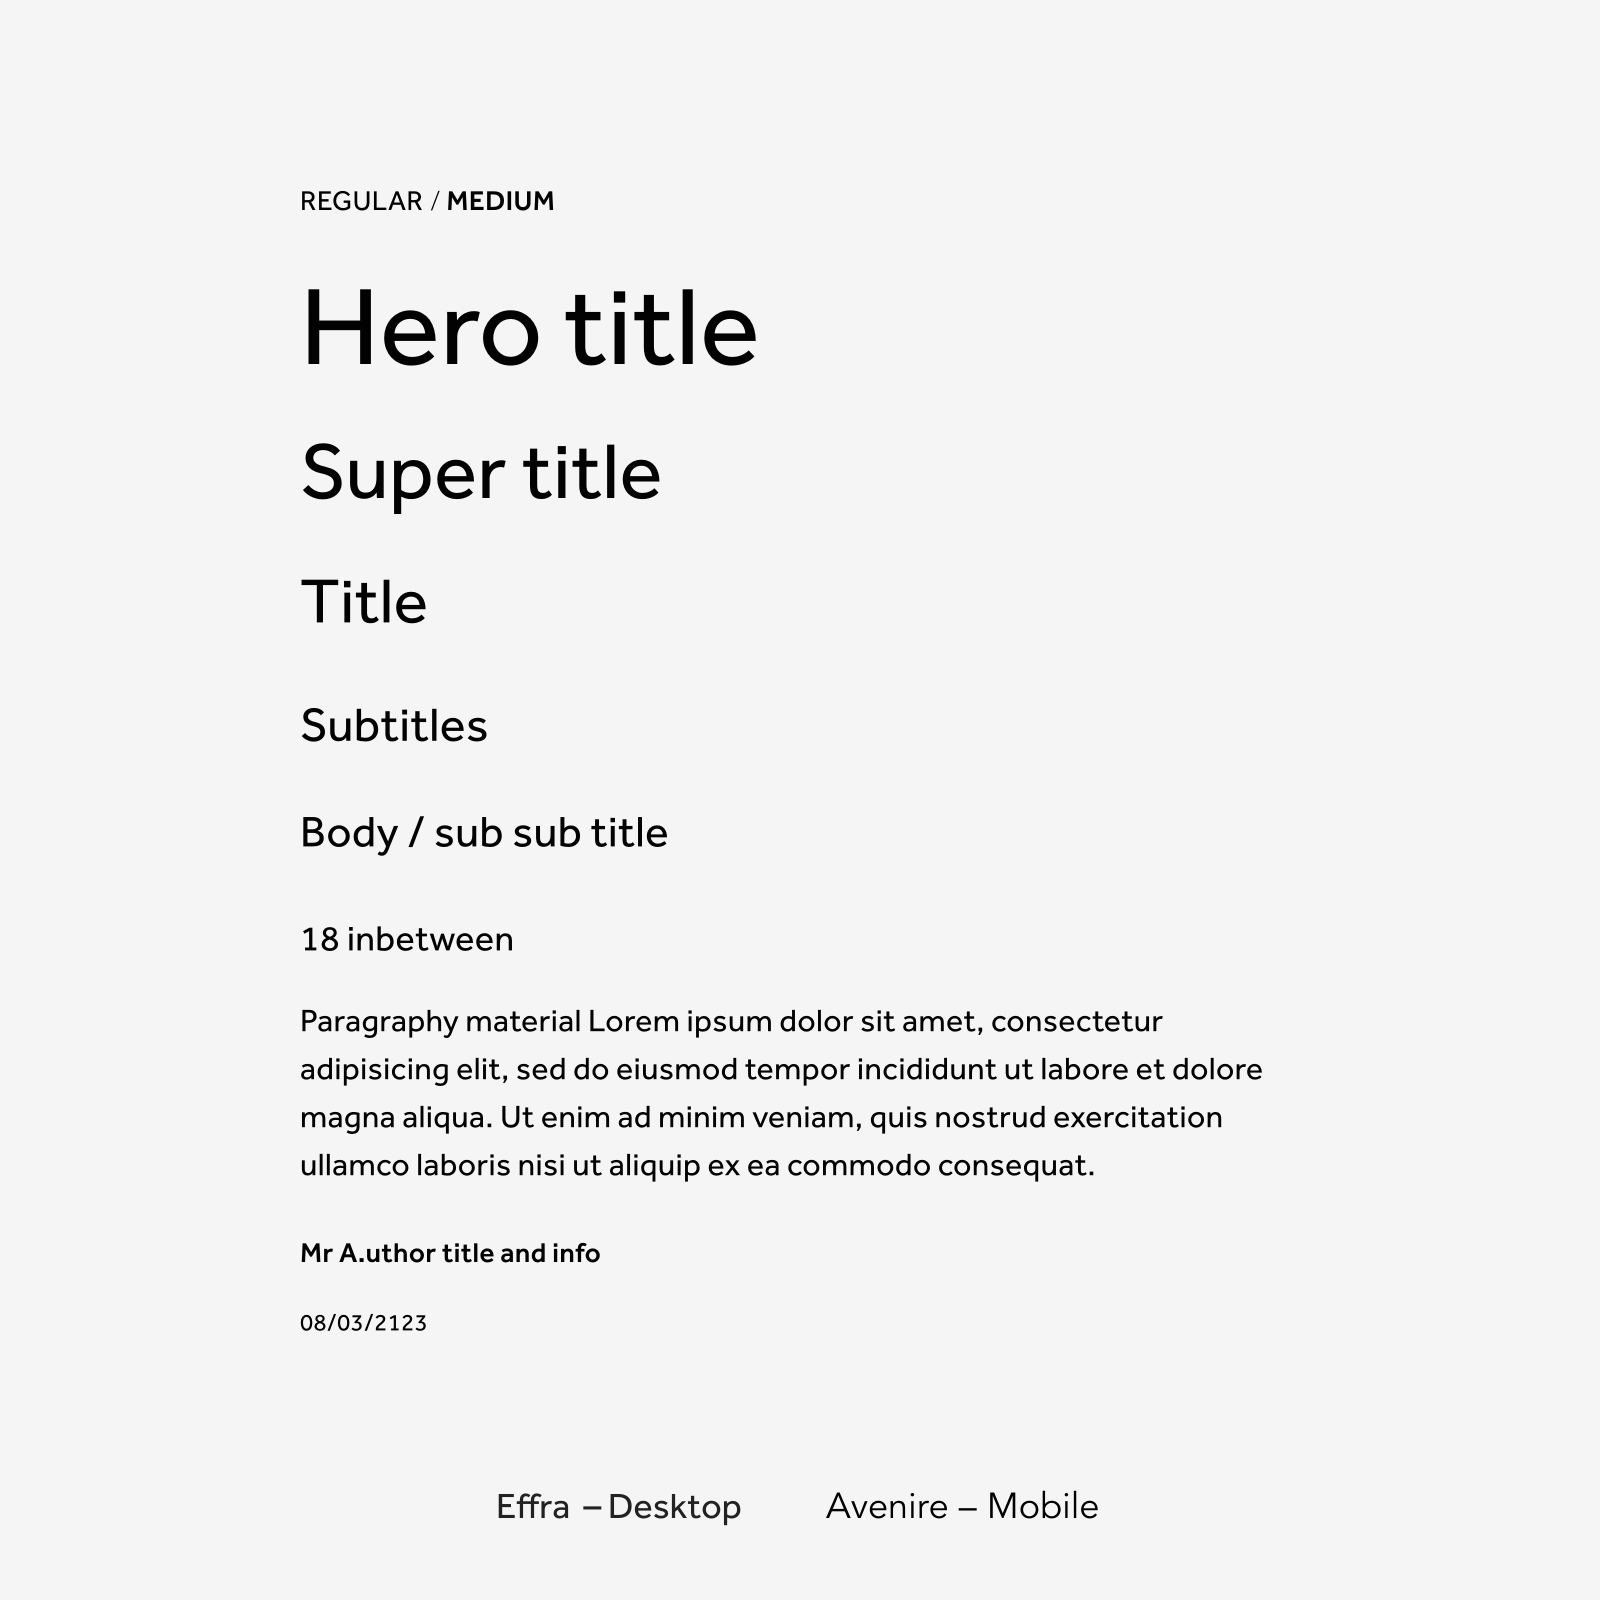 REGULAR / MEDIUM
Hero title
Super title
Title
Subtitles
Body / sub sub title
18 inbetween
Paragraphy material Lorem ipsum dolor sit amet, consectetur
adipisicing elit, sed do eiusmod tempor incididunt ut labore et dolore
magna aliqua. Ut enim ad minim veniam, quis nostrud exercitation
ullamco laboris nisi ut aliquip ex ea commodo consequat.
Mr A.uthor title and info
08/03/2123
Effra – Desktop Avenire – Mobile